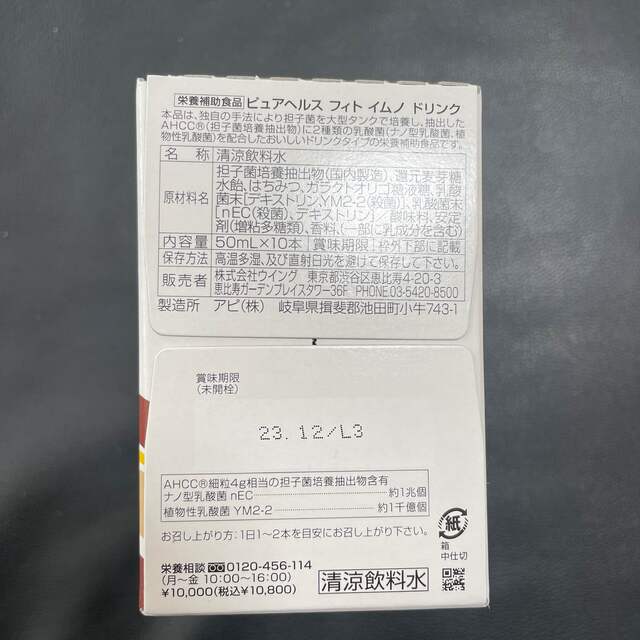 栄養補助食品 ピュアヘルス フィト イムノ ドリンク
本品は、独自の手法により担子菌を大型タンクで培養し、抽出した
AHCC®(担子菌培養抽出物)に2種類の乳酸菌(ナノ型乳酸菌、植
物性乳酸菌)を配合したおいしいドリンクタイプの栄養補助食品です。
名称 清涼飲料水
原材料名 担子菌培養抽出物(国内製造)、還元麦芽糖
水飴、はちみつ、ガラクトオリゴ糖液糖、乳酸
菌末[デキストリン、YM2-2(殺菌)]、乳酸菌末
[nEC(殺菌)、デキストリン]/酸味料、安定
剤(増粘多糖類)、香料、(一部に乳成分を含む)
内容量 50mL×10本 賞味期限 枠外下部に記載
保存方法 高温多湿、及び直射日光を避けて保存して下さい。
販売者 株式会社ウイング 東京都渋谷区恵比寿4-20-3
恵比寿ガーデンプレイスタワー36F PHONE.03-5420-8500
製造所 アピ(株) 岐阜県揖斐郡池田町小牛743-1
賞味期限
(未開栓)
23.12/L3
AHCC®細粒4g相当の担子菌培養抽出物含有
ナノ型乳酸菌 nEC 約1兆個
植物性乳酸菌 YM2-2 約1千億個
お召し上がり方:1日1〜2本を目安にお召し上がり下さい。
紙
箱
中仕切
栄養相談 0120-456-114
(月〜金 10:00〜16:00)
¥10,000(税込¥10,800)
清涼飲料水